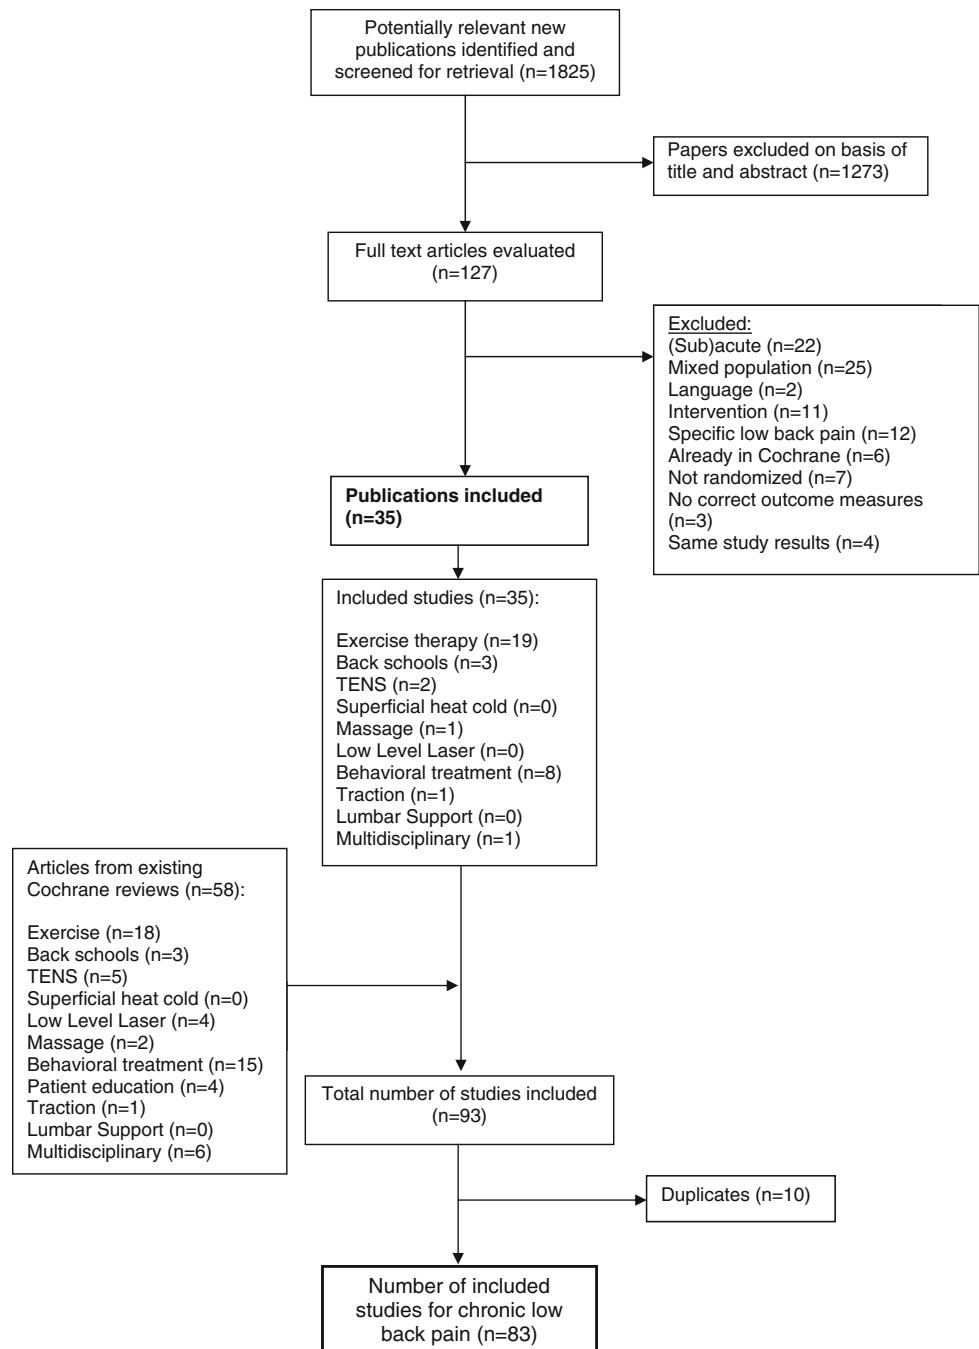 Potentially relevant new
publications identified and
screened for retrieval (n=1825)
Papers excluded on basis of
title and abstract (n=1273)
Full text articles evaluated
(n=127)
Excluded:
(Sub)acute (n=22)
Mixed population (n=25)
Language (n=2)
Intervention (n=11)
Specific low back pain (n=12)
Already in Cochrane (n=6)
Not randomized (n=7)
No correct outcome measures
(n=3)
Same study results (n=4)
Publications included
(n=35)
Included studies (n=35):
Exercise therapy (n=19)
Back schools (n=3)
TENS (n=2)
Superficial heat cold (n=0)
Massage (n=1)
Low Level Laser (n=0)
Behavioral treatment (n=8)
Traction (n=1)
Lumbar Support (n=0)
Multidisciplinary (n=1)
Articles from existing
Cochrane reviews (n=58):
Exercise (n=18)
Back schools (n=3)
TENS (n=5)
Superficial heat cold (n=0)
Low Level Laser (n=4)
Massage (n=2)
Behavioral treatment (n=15)
Patient education (n=4)
Traction (n=1)
Lumbar Support (n=0)
Multidisciplinary (n=6)
Total number of studies included
(n=93)
Duplicates (n=10)
Number of included
studies for chronic low
back pain (n=83)